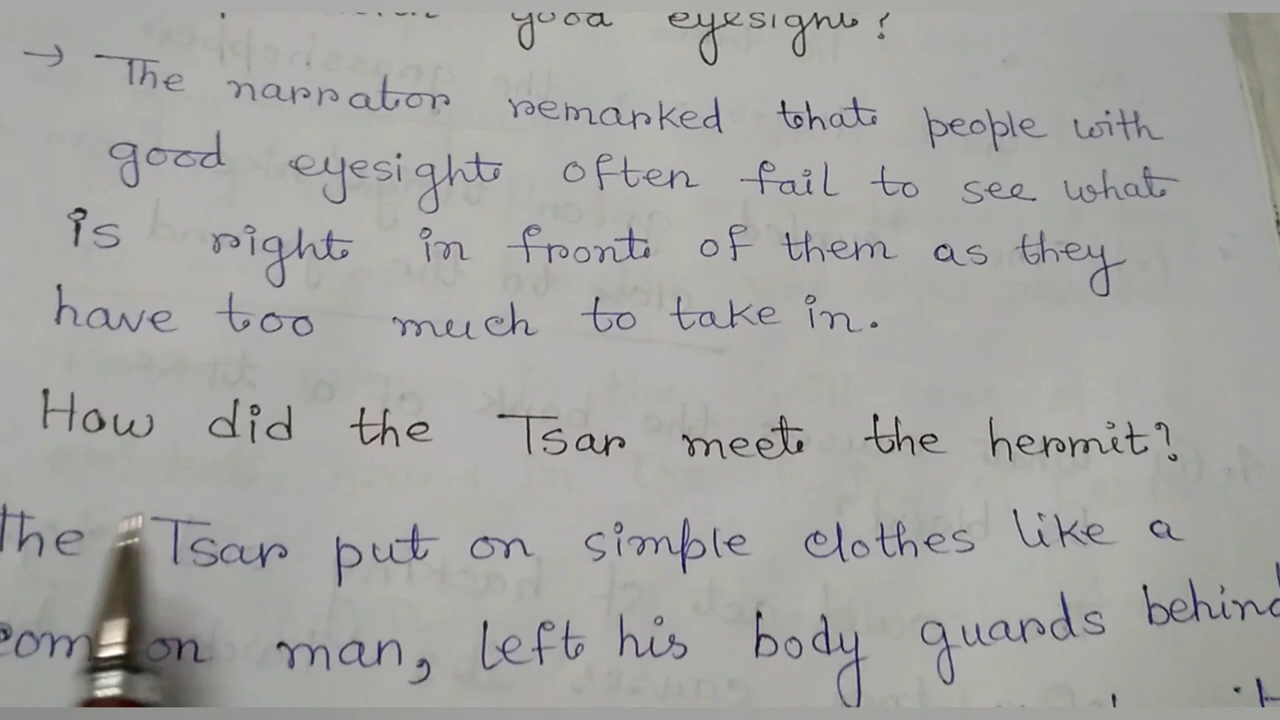 good eyesight?
→ The narrator remarked that people with
good eyesight often fail to see what
is right in front of them as they
have too much to take in.
How did the Tsar meet the hermit?
The Tsar put on simple clothes like a
common man, left his body guards behind